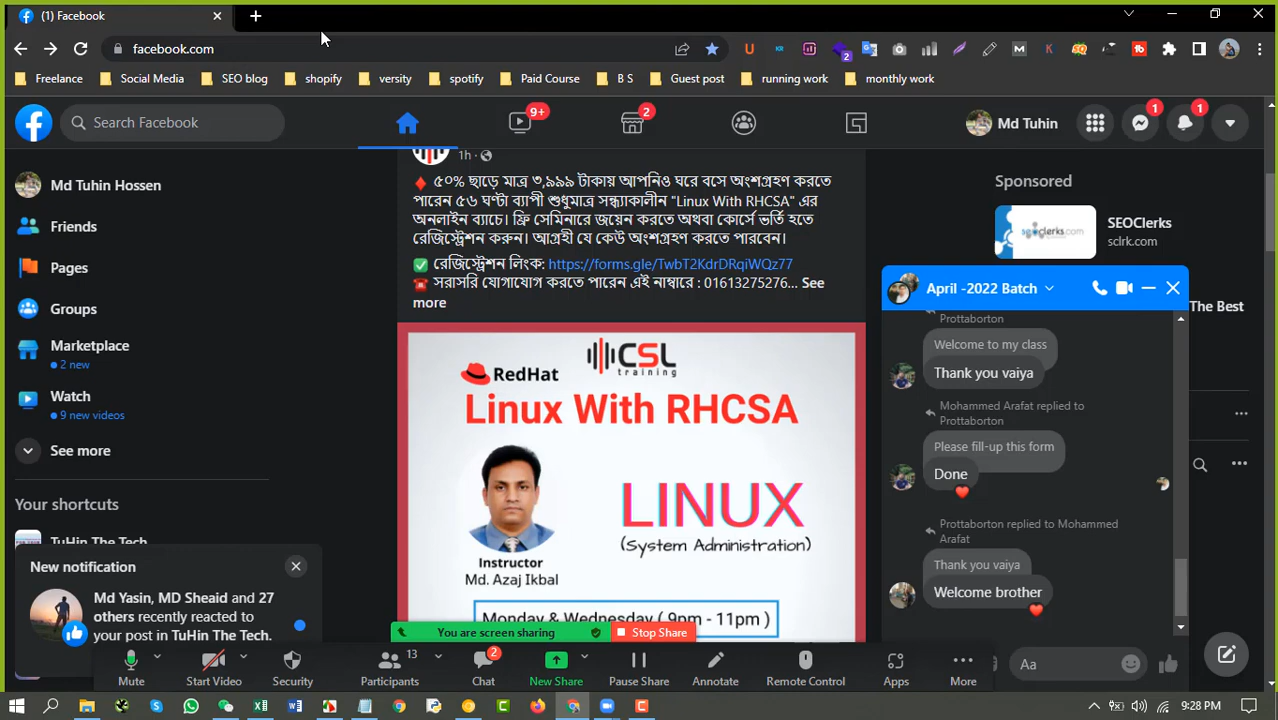 (1) Facebook
facebook.com
2
Freelance
Social Media
SEO blog
shopify
versity
spotify
Paid Course
B S
Guest post
running work
monthly work
Search Facebook
9+
2
Md Tuhin
1
1
Md Tuhin Hossen
Friends
Pages
Groups
Marketplace
2 new
Watch
9 new videos
See more
Your shortcuts
TuHin The Tech
New notification
Md Yasin, MD Sheaid and 27
others recently reacted to
your post in TuHin The Tech.
1h
৫০% ছাড়ে মাত্র ৩,৯৯৯ টাকায় আপনিও ঘরে বসে অংশগ্রহণ করতে
পারেন ৫৬ ঘণ্টা ব্যাপী শুধুমাত্র সন্ধ্যাকালীন "Linux With RHCSA" এর
অনলাইন ব্যাচে। ফ্রি সেমিনারে জয়েন করতে অথবা কোর্সে ভর্তি হতে
রেজিস্ট্রেশন করুন। আগ্রহী যে কেউ অংশগ্রহণ করতে পারবেন।
রেজিস্ট্রেশন লিংক: https://forms.gle/TwbT2KdrDRqiWQz77
সরাসরি যোগাযোগ করতে পারেন এই নাম্বারে : 01613275276... See
more
CSL
training
RedHat
Linux With RHCSA
LINUX
(System Administration)
Instructor
Md. Azaj Ikbal
Monday & Wednesday ( 9pm - 11pm )
Sponsored
SEOClerks
sclrk.com
seoclerks.com
The Best
April -2022 Batch
Prottaborton
Welcome to my class
Thank you vaiya
Mohammed Arafat replied to
Prottaborton
Please fill-up this form
Done
Prottaborton replied to Mohammed
Arafat
Thank you vaiya
Welcome brother
Aa
You are screen sharing
Stop Share
Mute
Start Video
Security
13
Participants
2
Chat
New Share
Pause Share
Annotate
Remote Control
Apps
More
9:28 PM